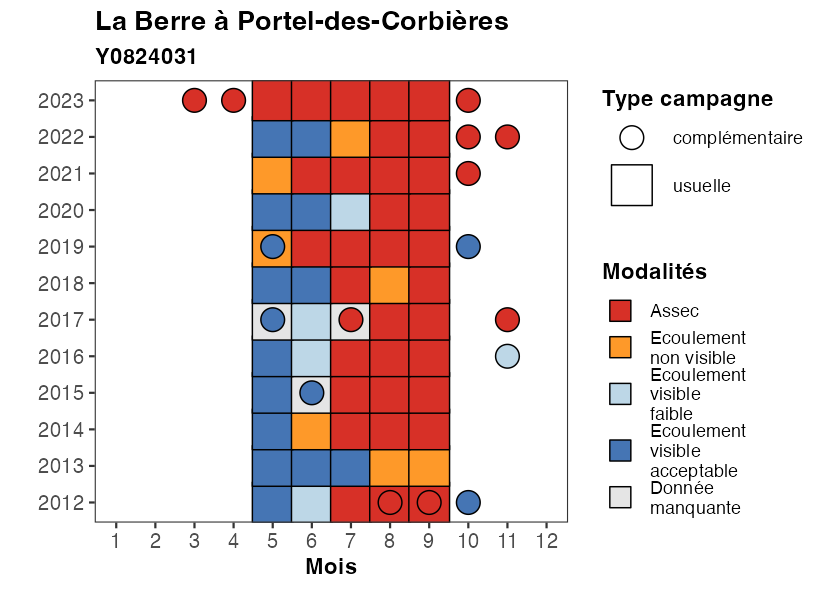 La Berre à Portel-des-Corbières
Y0824031
2023
2022
2021
2020
2019
2018
2017
2016
2015
2014
2013
2012
1 2 3 4 5 6 7 8 9 10 11 12
Mois
Type campagne
complémentaire
usuelle
Modalités
Assec
Ecoulement
non visible
Ecoulement
visible
faible
Ecoulement
visible
acceptable
Donnée
manquante